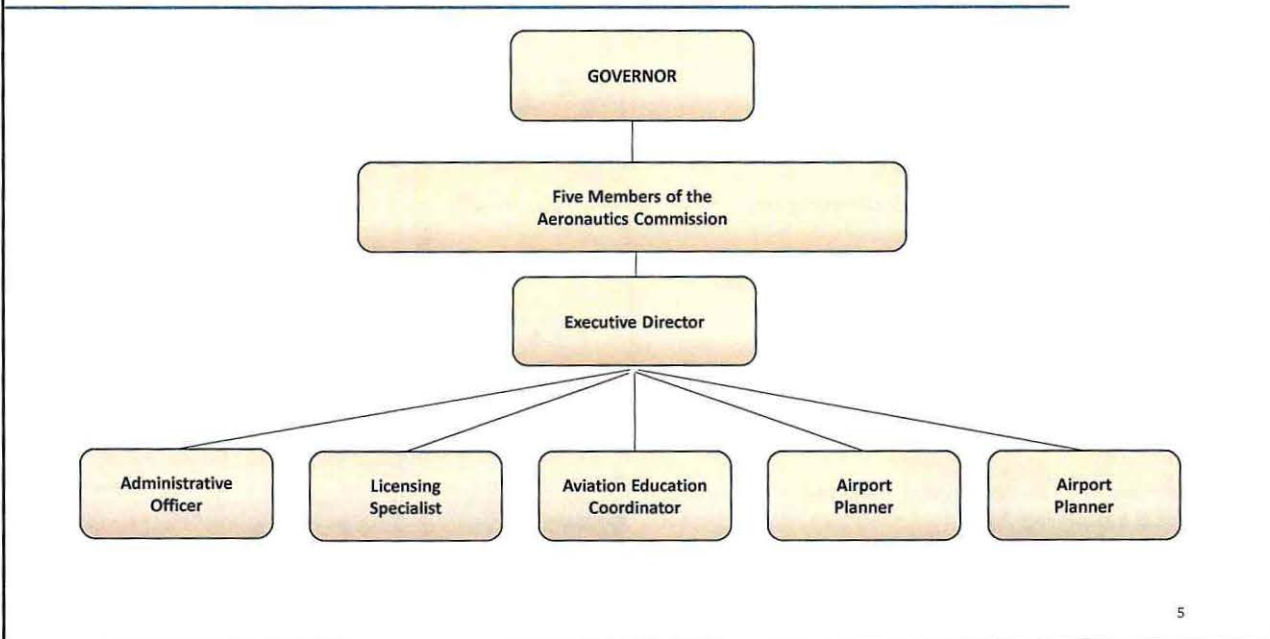 GOVERNOR
Five Members of the
Aeronautics Commission
Executive Director
Administrative
Officer
Licensing
Specialist
Aviation Education
Coordinator
Airport
Planner
Airport
Planner
5